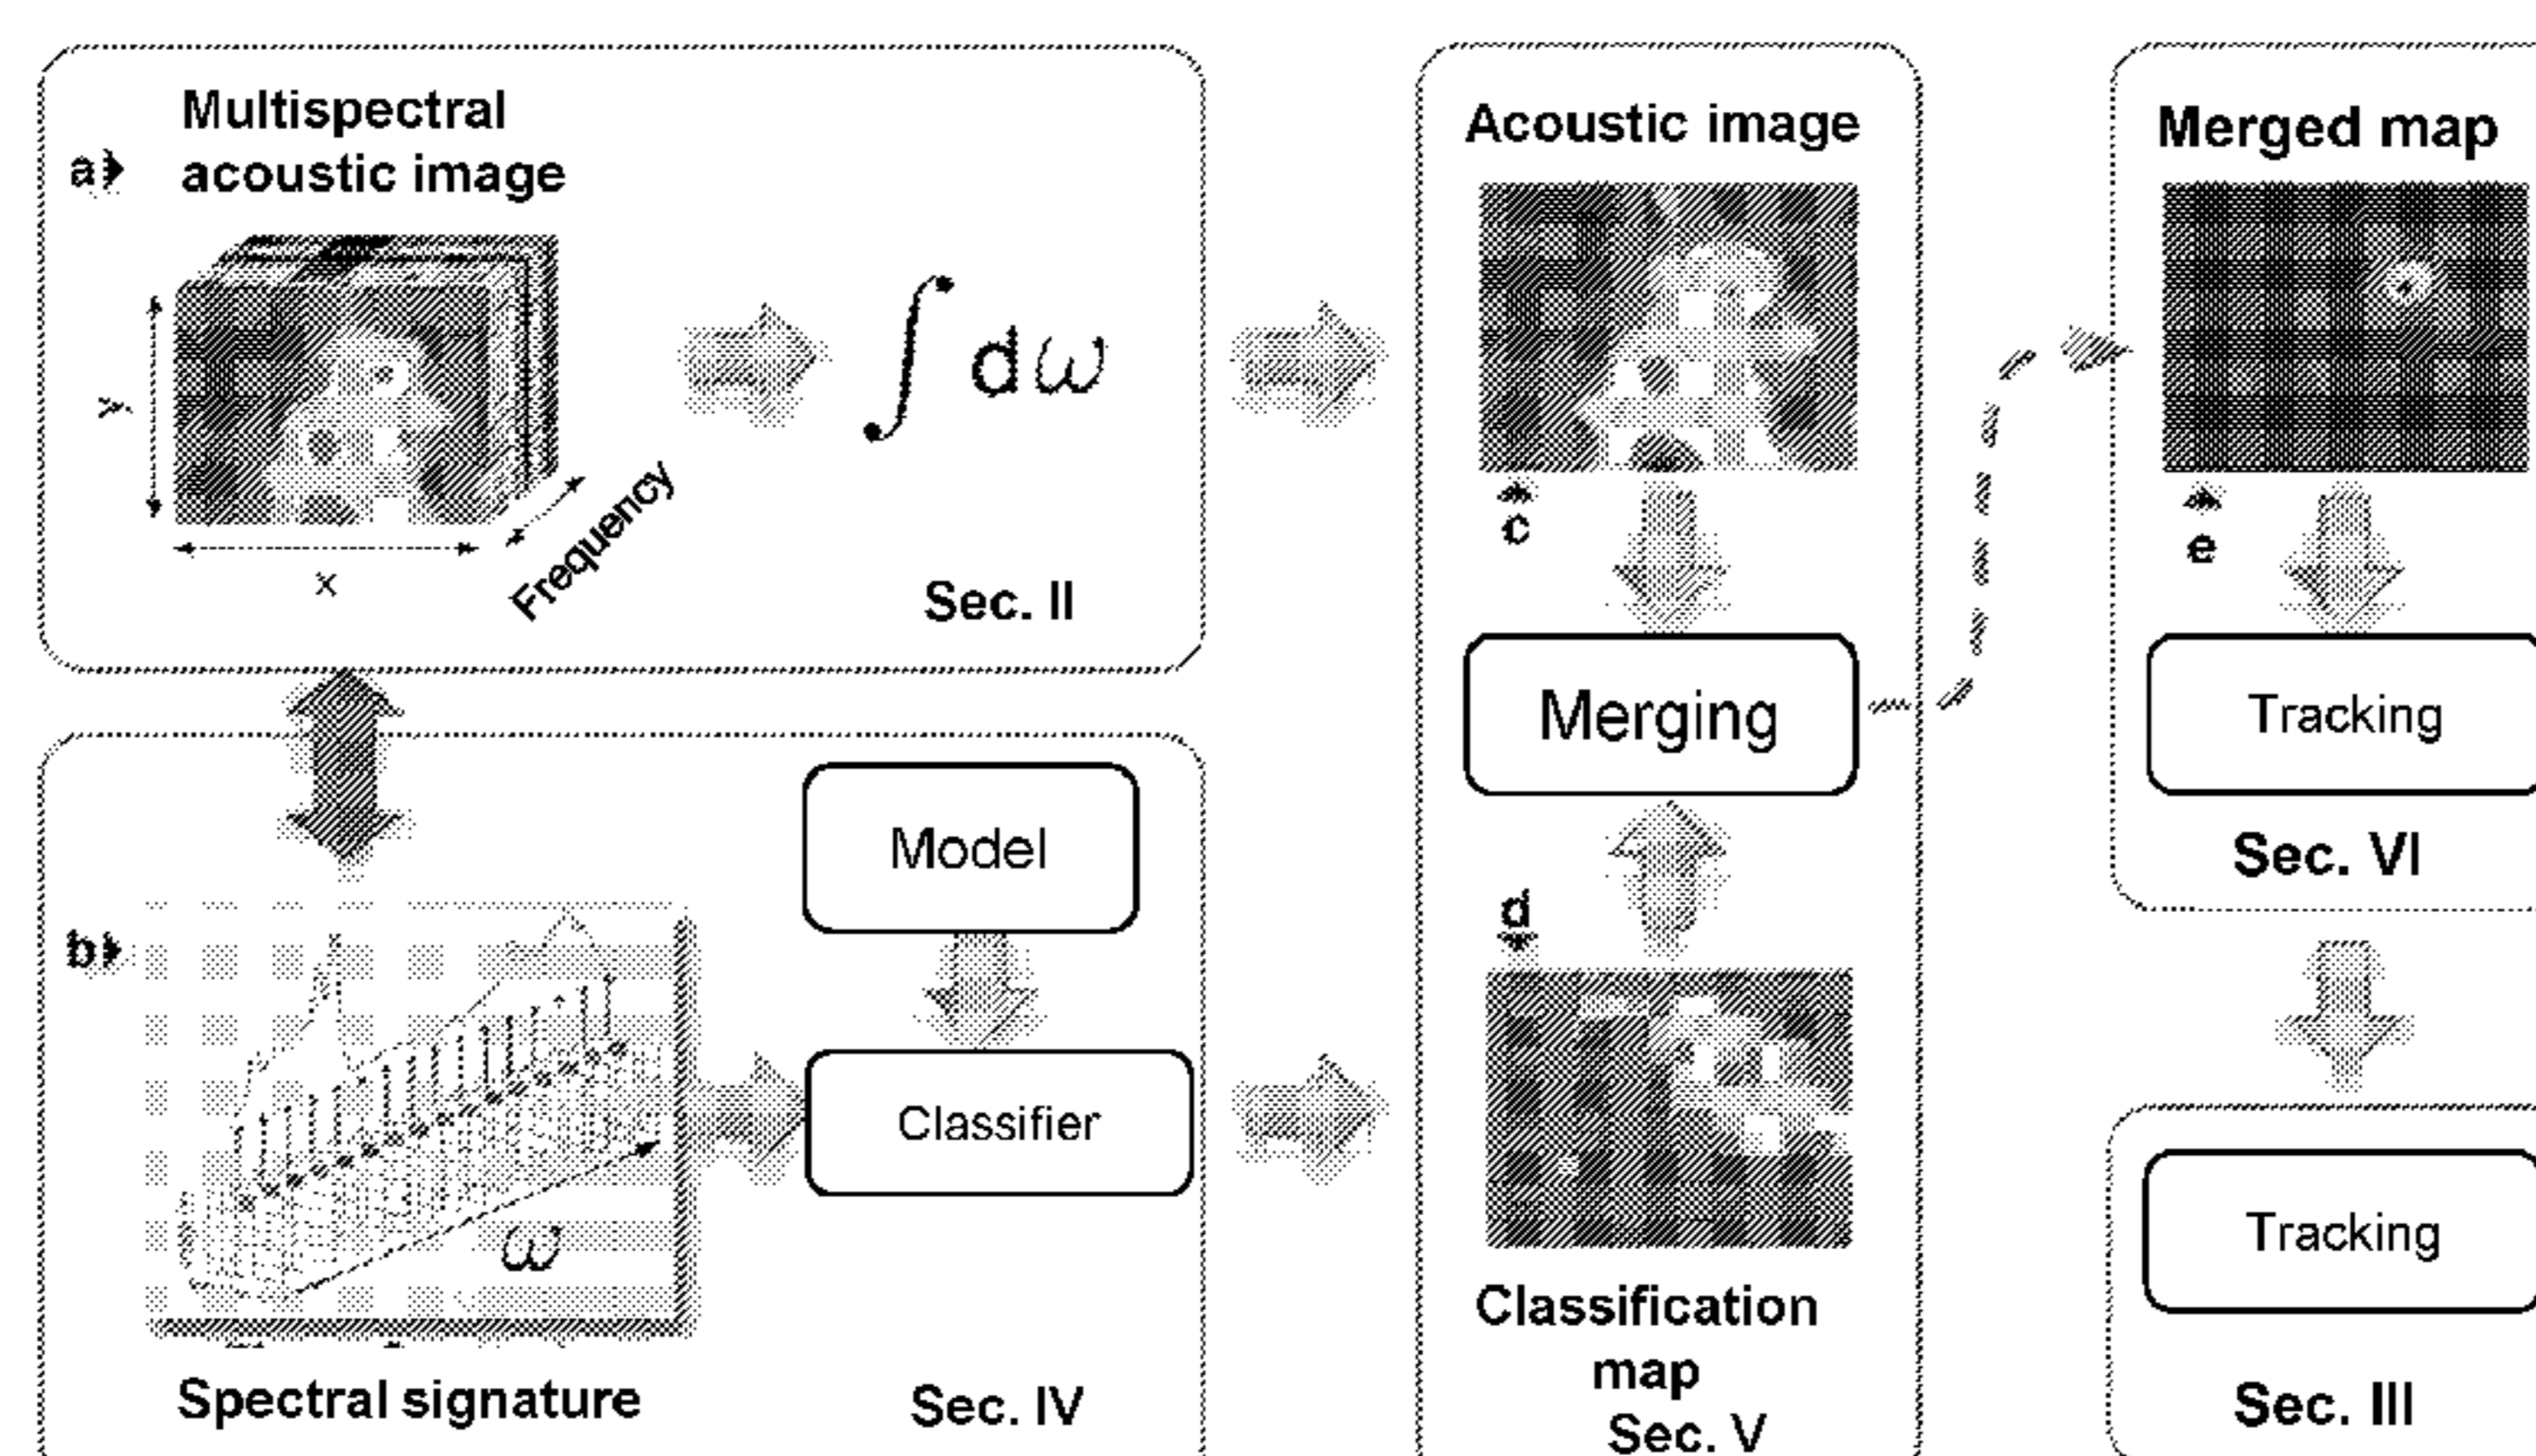 Multispectral
acoustic image
a
y
x
Frequency
∫ dω
Sec. II
b
ω
Spectral signature
Model
Classifier
Sec. IV
Acoustic image
c
Merging
d
Classification
map
Sec. V
Merged map
e
Tracking
Sec. VI
Tracking
Sec. III